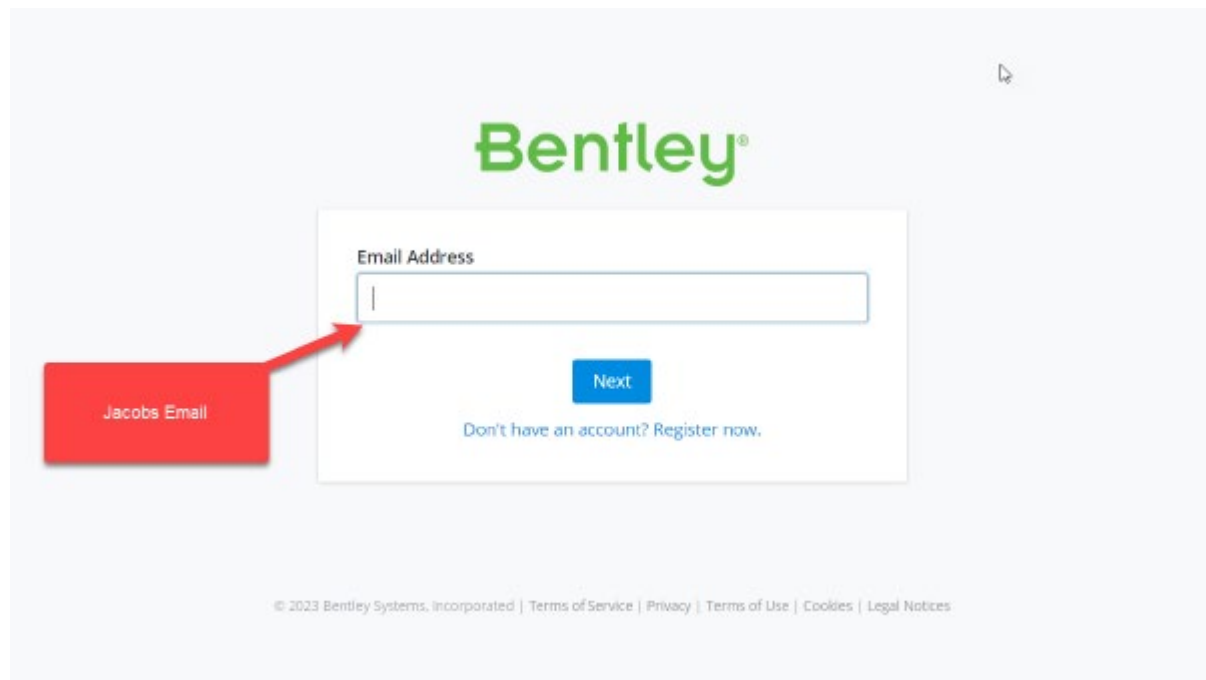 Bentley®
Email Address
Next
Jacobs Email
Don't have an account? Register now.
© 2023 Bentley Systems, Incorporated | Terms of Service | Privacy | Terms of Use | Cookies | Legal Notices